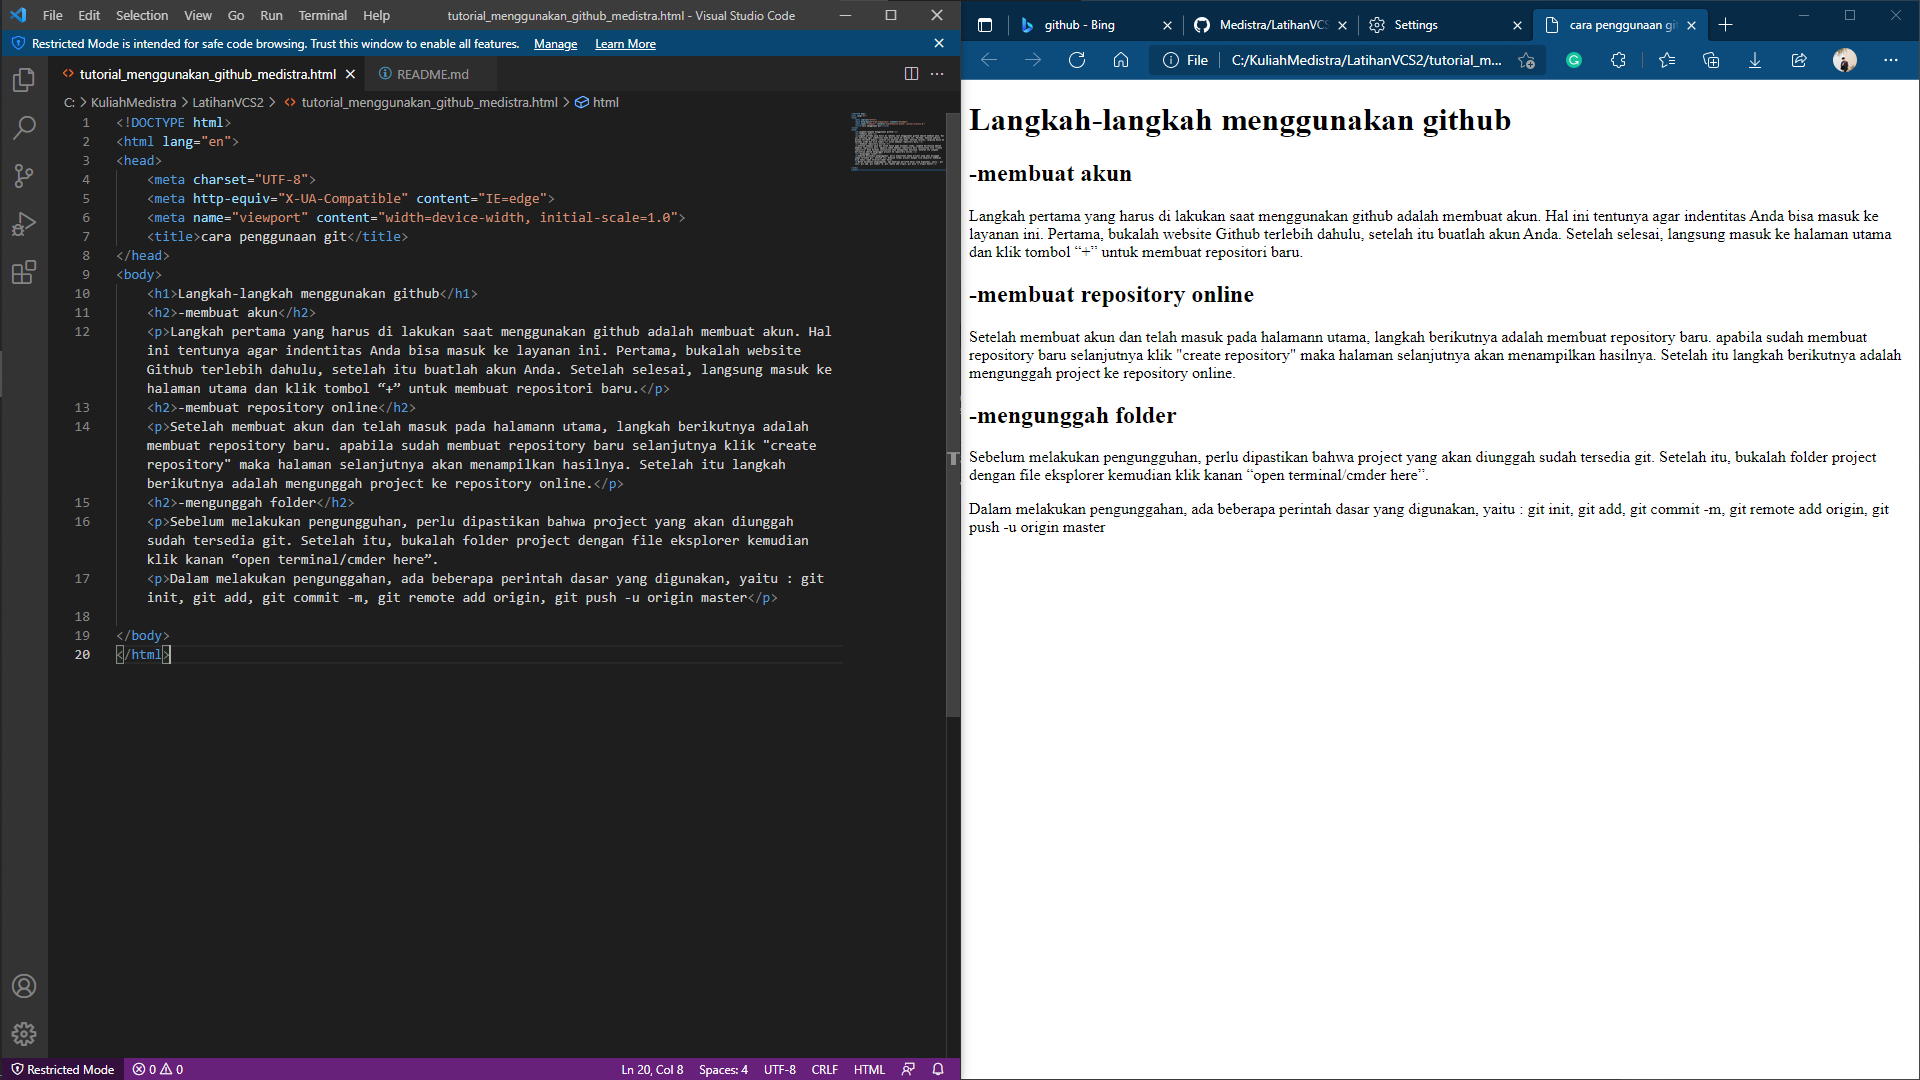 File Edit Selection View Go Run Terminal Help tutorial_menggunakan_github_medistra.html - Visual Studio Code
Restricted Mode is intended for safe code browsing. Trust this window to enable all features. Manage Learn More
tutorial_menggunakan_github_medistra.html README.md
C: > KuliahMedistra > LatihanVCS2 > tutorial_menggunakan_github_medistra.html > html
1 <!DOCTYPE html>
2 <html lang="en">
3 <head>
4 <meta charset="UTF-8">
5 <meta http-equiv="X-UA-Compatible" content="IE=edge">
6 <meta name="viewport" content="width=device-width, initial-scale=1.0">
7 <title>cara penggunaan git</title>
8 </head>
9 <body>
10 <h1>Langkah-langkah menggunakan github</h1>
11 <h2>-membuat akun</h2>
12 <p>Langkah pertama yang harus di lakukan saat menggunakan github adalah membuat akun. Hal
ini tentunya agar indentitas Anda bisa masuk ke layanan ini. Pertama, bukalah website
Github terlebih dahulu, setelah itu buatlah akun Anda. Setelah selesai, langsung masuk ke
halaman utama dan klik tombol “+” untuk membuat repositori baru.</p>
13 <h2>-membuat repository online</h2>
14 <p>Setelah membuat akun dan telah masuk pada halamann utama, langkah berikutnya adalah
membuat repository baru. apabila sudah membuat repository baru selanjutnya klik "create
repository" maka halaman selanjutnya akan menampilkan hasilnya. Setelah itu langkah
berikutnya adalah mengunggah project ke repository online.</p>
15 <h2>-mengunggah folder</h2>
16 <p>Sebelum melakukan pengungguhan, perlu dipastikan bahwa project yang akan diunggah
sudah tersedia git. Setelah itu, bukalah folder project dengan file eksplorer kemudian
klik kanan “open terminal/cmder here”.
17 <p>Dalam melakukan pengunggahan, ada beberapa perintah dasar yang digunakan, yaitu : git
init, git add, git commit -m, git remote add origin, git push -u origin master</p>
18
19 </body>
20 </html>
Restricted Mode 0 0 Ln 20, Col 8 Spaces: 4 UTF-8 CRLF HTML
github - Bing Medistra/LatihanVCS Settings cara penggunaan gi
File C:/KuliahMedistra/LatihanVCS2/tutorial_m...
Langkah-langkah menggunakan github
-membuat akun
Langkah pertama yang harus di lakukan saat menggunakan github adalah membuat akun. Hal ini tentunya agar indentitas Anda bisa masuk ke
layanan ini. Pertama, bukalah website Github terlebih dahulu, setelah itu buatlah akun Anda. Setelah selesai, langsung masuk ke halaman utama
dan klik tombol “+” untuk membuat repositori baru.
-membuat repository online
Setelah membuat akun dan telah masuk pada halamann utama, langkah berikutnya adalah membuat repository baru. apabila sudah membuat
repository baru selanjutnya klik "create repository" maka halaman selanjutnya akan menampilkan hasilnya. Setelah itu langkah berikutnya adalah
mengunggah project ke repository online.
-mengunggah folder
Sebelum melakukan pengungguhan, perlu dipastikan bahwa project yang akan diunggah sudah tersedia git. Setelah itu, bukalah folder project
dengan file eksplorer kemudian klik kanan “open terminal/cmder here”.
Dalam melakukan pengunggahan, ada beberapa perintah dasar yang digunakan, yaitu : git init, git add, git commit -m, git remote add origin, git
push -u origin master